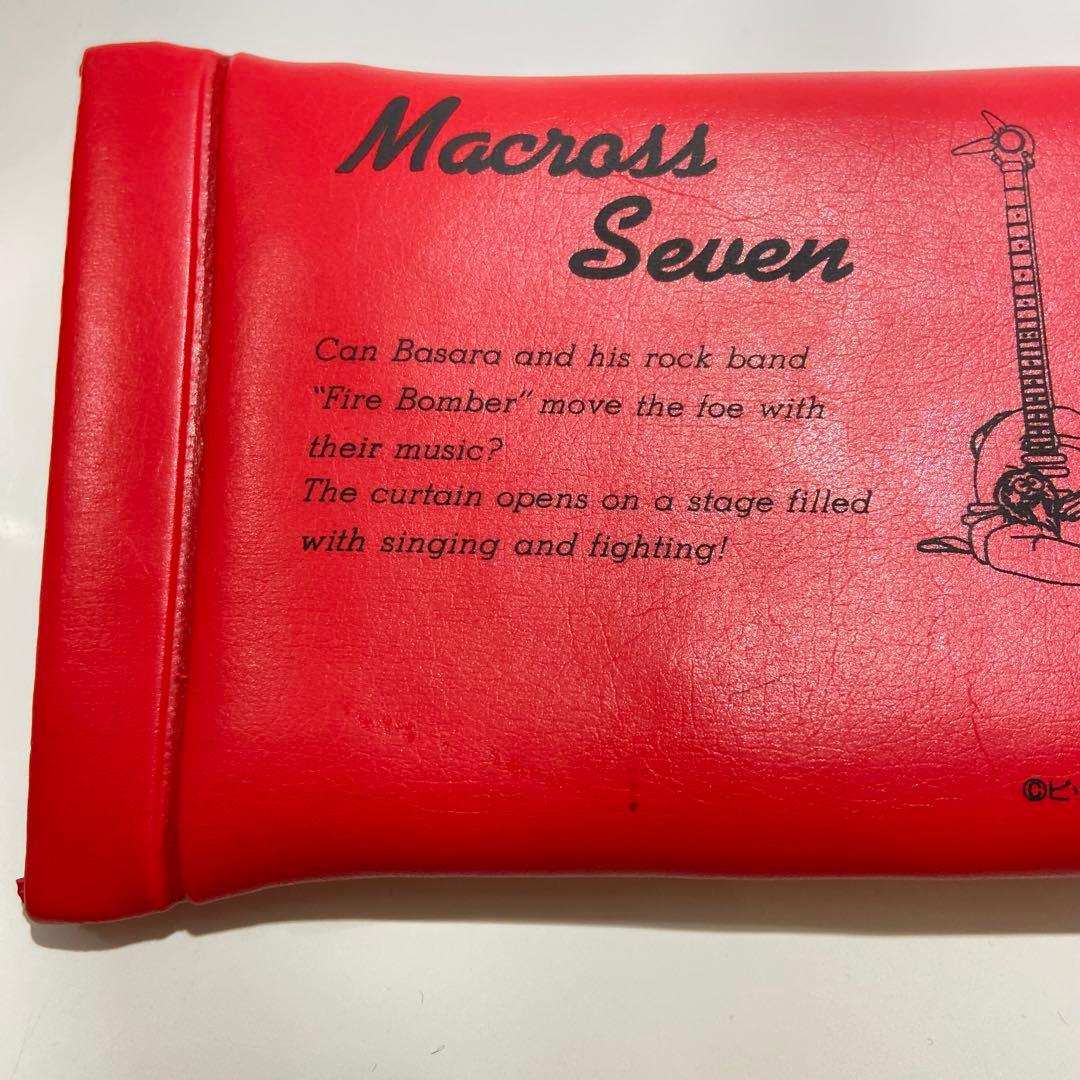 Macross
Seven
Can Basara and his rock band
"Fire Bomber" move the foe with
their music?
The curtain opens on a stage filled
with singing and fighting!
©ビ